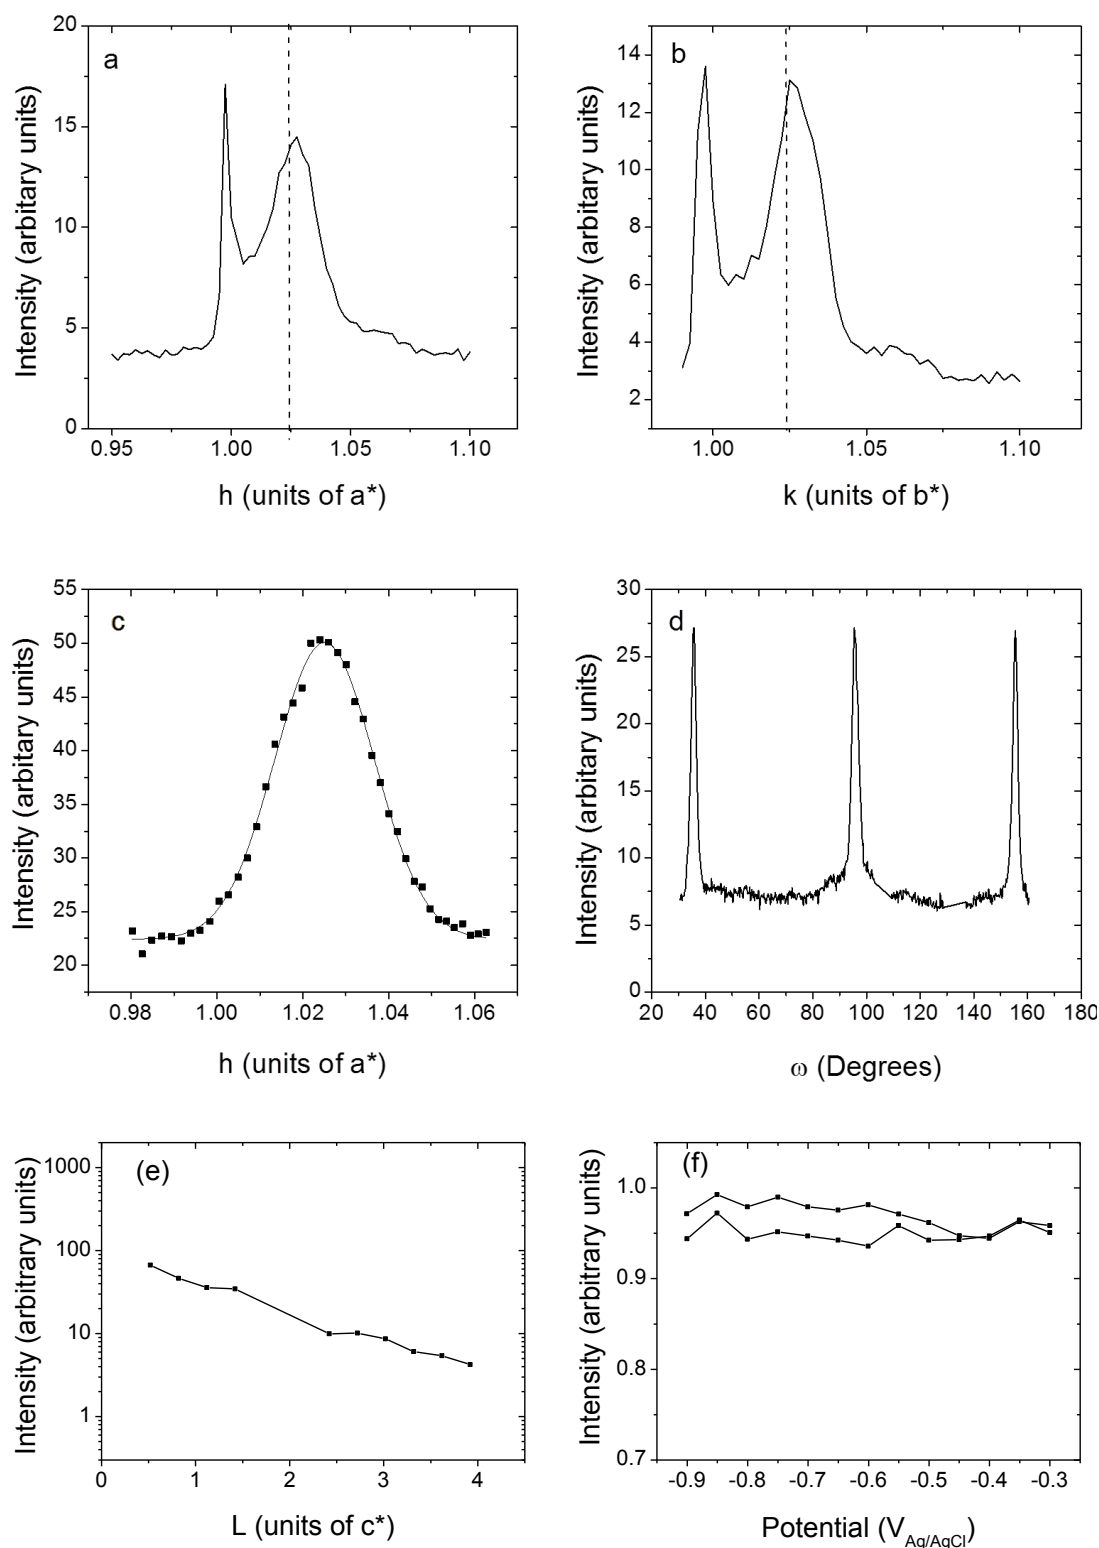 a
Intensity (arbitary units)
20
15
10
5
0
0.95 1.00 1.05 1.10
h (units of a*)
b
Intensity (arbitary units)
14
12
10
8
6
4
2
1.00 1.05 1.10
k (units of b*)
c
Intensity (arbitary units)
55
50
45
40
35
30
25
20
0.98 1.00 1.02 1.04 1.06
h (units of a*)
d
Intensity (arbitary units)
30
25
20
15
10
5
0
20 40 60 80 100 120 140 160 180
ω (Degrees)
(e)
Intensity (arbitrary units)
1000
100
10
1
0 1 2 3 4
L (units of c*)
(f)
Intensity (arbitrary units)
1.0
0.9
0.8
0.7
-0.9 -0.8 -0.7 -0.6 -0.5 -0.4 -0.3
Potential (V_Ag/AgCl)